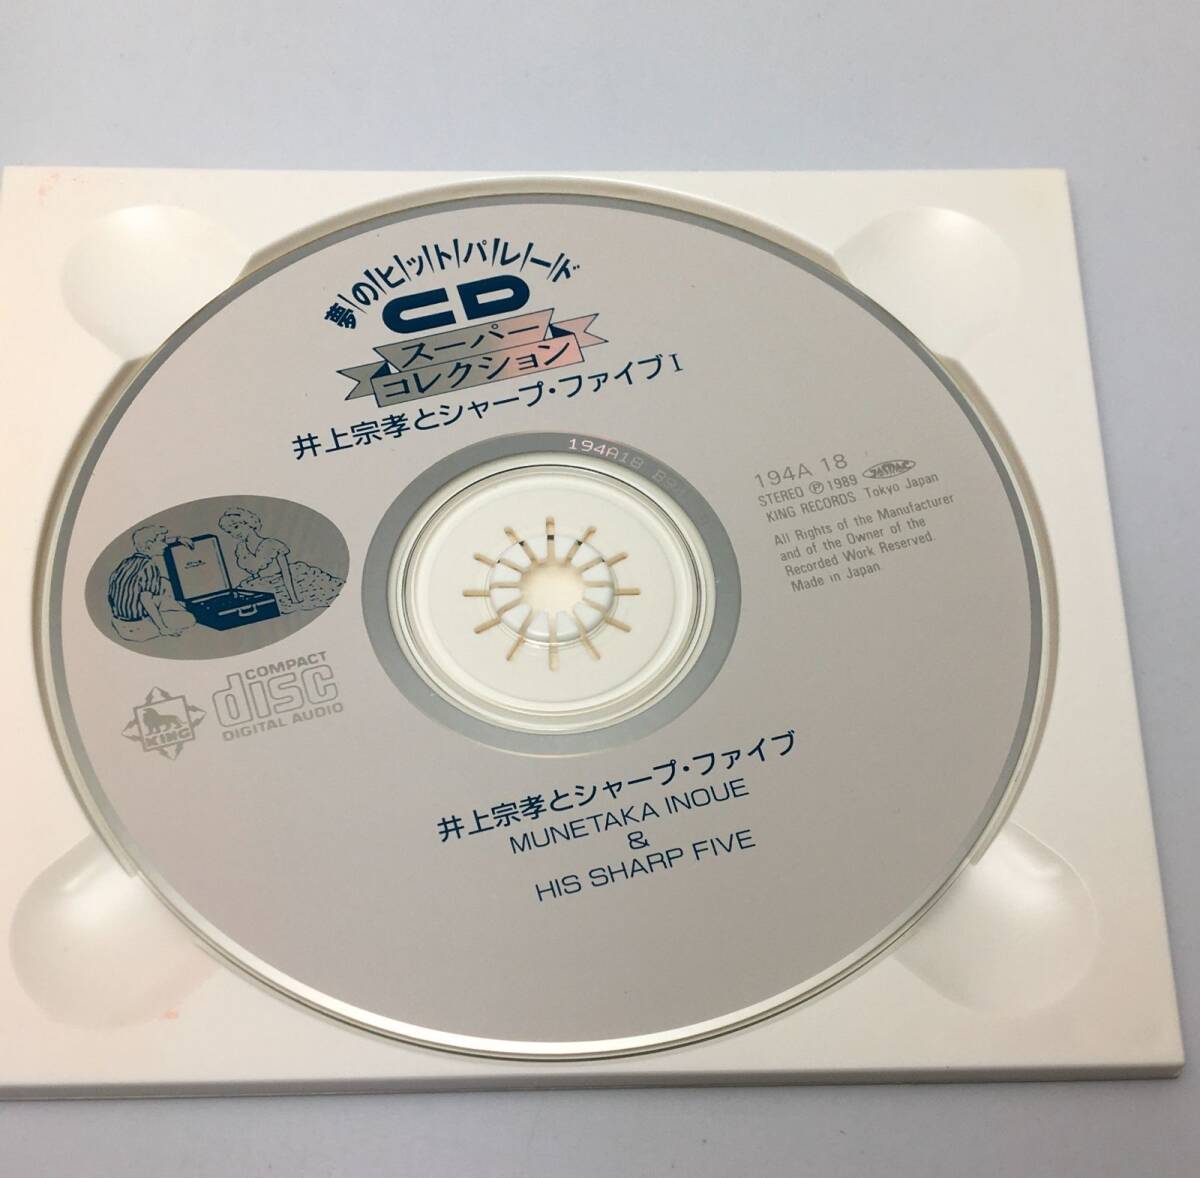 夢のヒットパレード
CD
スーパー
コレクション
井上宗孝とシャープ・ファイブI
194A18
194A 18
STEREO Ⓟ 1989 JASRAC
KING RECORDS Tokyo Japan
All Rights of the Manufacturer
and of the Owner of the
Recorded Work Reserved.
Made in Japan
COMPACT
disc
DIGITAL AUDIO
KING
井上宗孝とシャープ・ファイブ
MUNETAKA INOUE
&
HIS SHARP FIVE